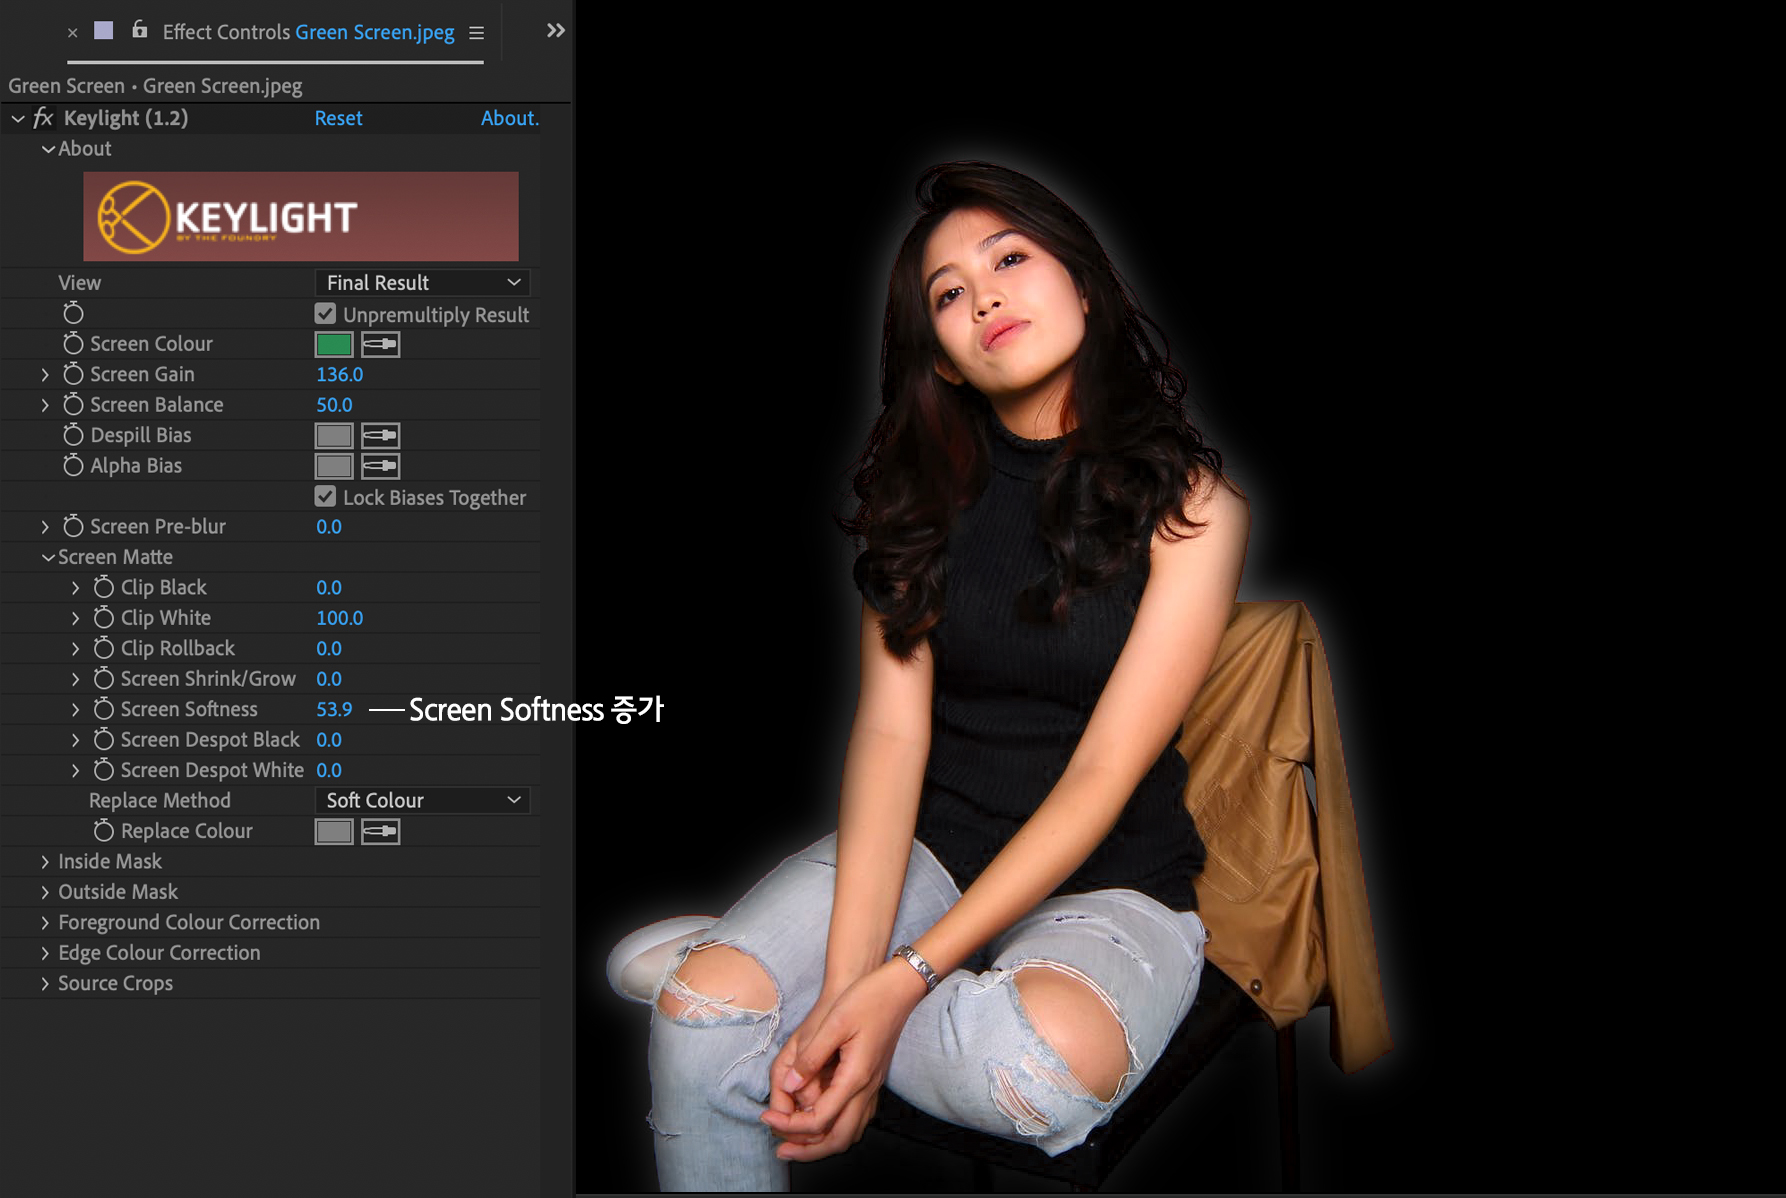 Effect Controls Green Screen.jpeg
Green Screen • Green Screen.jpeg
fx Keylight (1.2) Reset About.
About
KEYLIGHT
BY THE FOUNDRY
View Final Result
Unpremultiply Result
Screen Colour
Screen Gain 136.0
Screen Balance 50.0
Despill Bias
Alpha Bias
Lock Biases Together
Screen Pre-blur 0.0
Screen Matte
Clip Black 0.0
Clip White 100.0
Clip Rollback 0.0
Screen Shrink/Grow 0.0
Screen Softness 53.9 Screen Softness 증가
Screen Despot Black 0.0
Screen Despot White 0.0
Replace Method Soft Colour
Replace Colour
Inside Mask
Outside Mask
Foreground Colour Correction
Edge Colour Correction
Source Crops